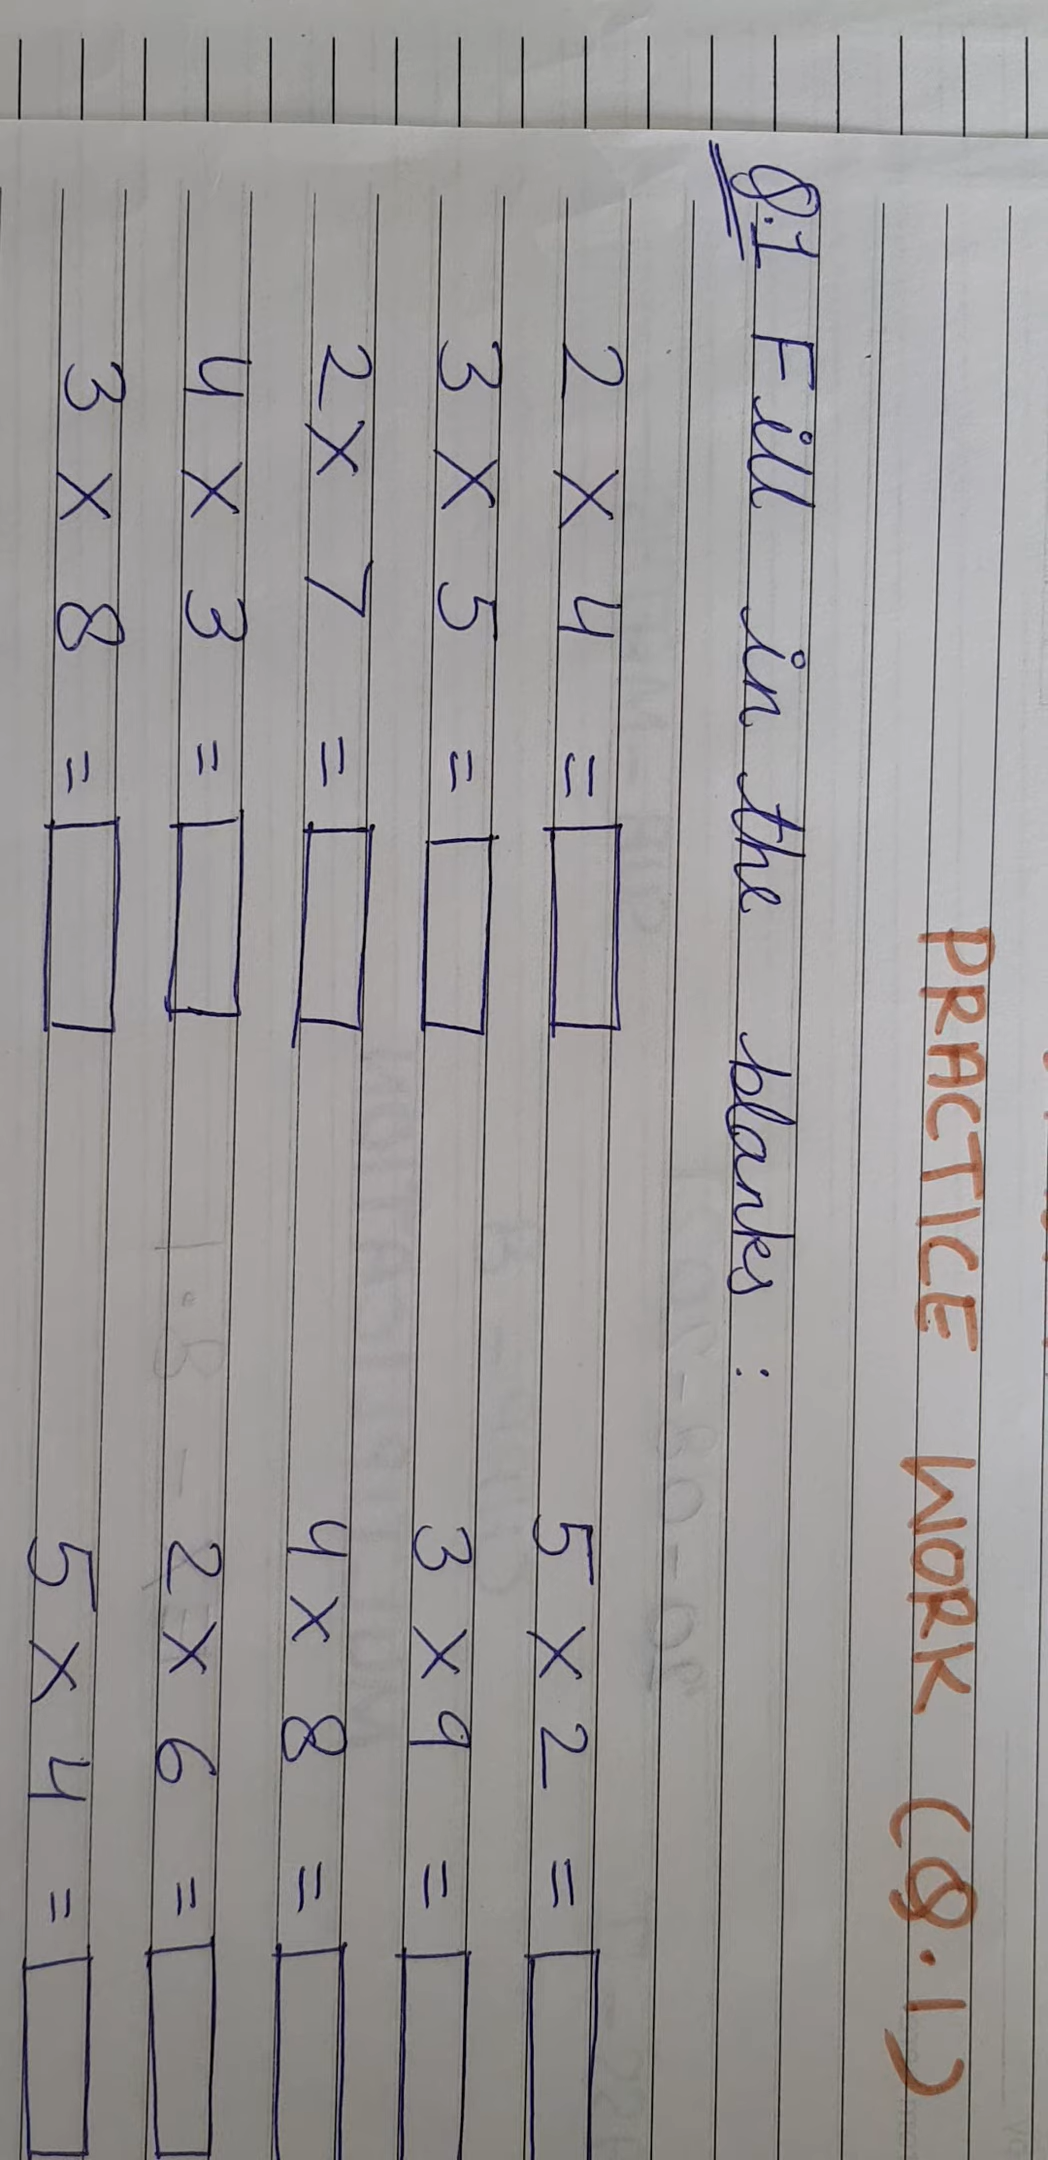 PRACTICE WORK (Q.1)
Q.1 Fill in the blanks :
2 x 4 = 5 x 2 =
3 x 5 = 3 x 9 =
2 x 7 = 4 x 8 =
4 x 3 = 2 x 6 =
3 x 8 = 5 x 4 =